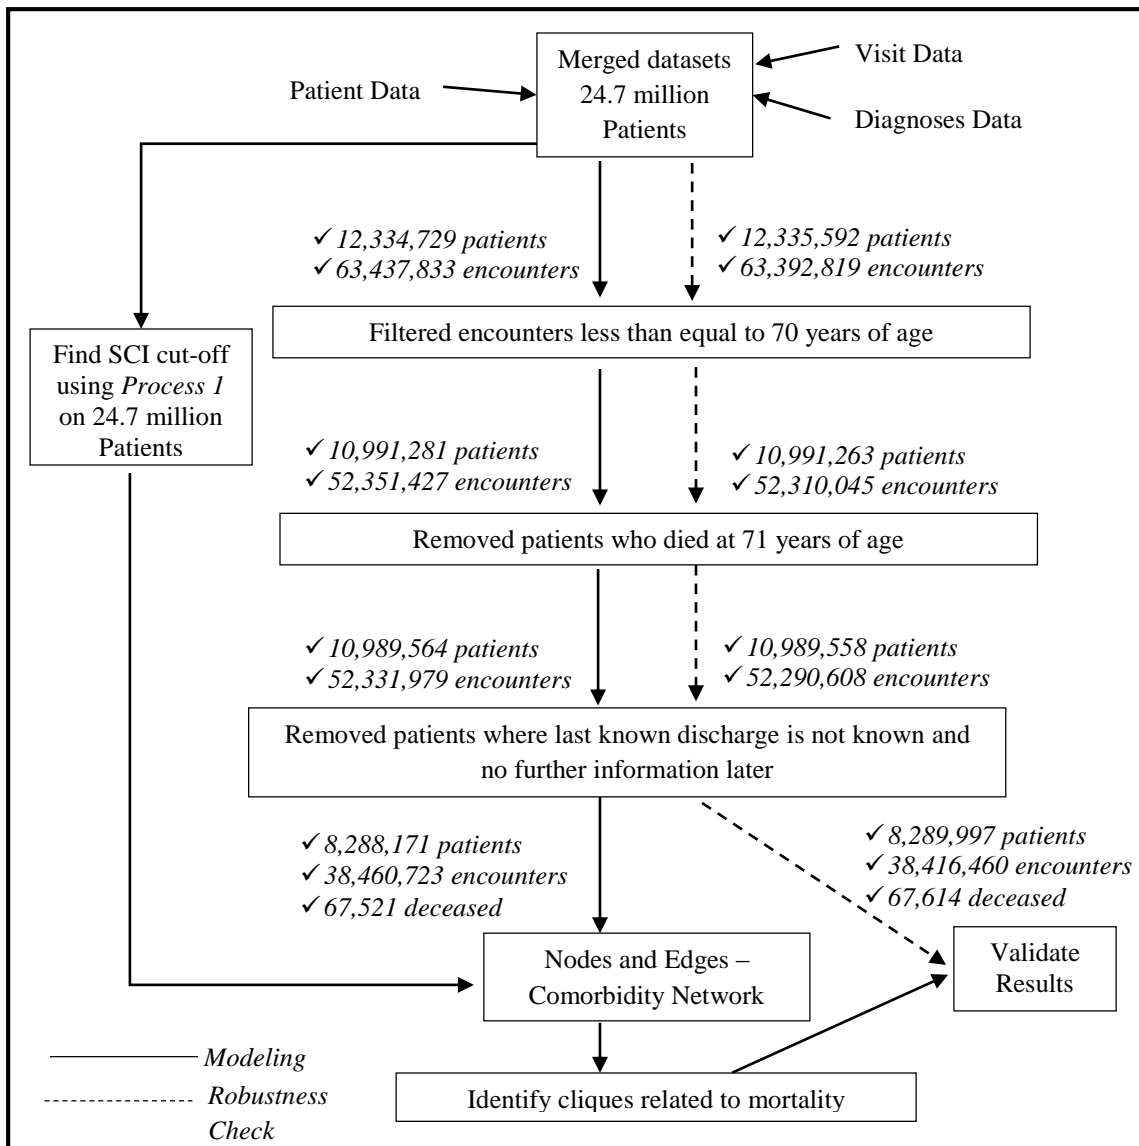 Merged datasets
24.7 million
Patients
Visit Data
Patient Data
Diagnoses Data
✓ 12,334,729 patients
✓ 63,437,833 encounters
✓ 12,335,592 patients
✓ 63,392,819 encounters
Filtered encounters less than equal to 70 years of age
Find SCI cut-off
using Process 1
on 24.7 million
Patients
✓ 10,991,281 patients
✓ 52,351,427 encounters
✓ 10,991,263 patients
✓ 52,310,045 encounters
Removed patients who died at 71 years of age
✓ 10,989,564 patients
✓ 52,331,979 encounters
✓ 10,989,558 patients
✓ 52,290,608 encounters
Removed patients where last known discharge is not known and
no further information later
✓ 8,288,171 patients
✓ 38,460,723 encounters
✓ 67,521 deceased
✓ 8,289,997 patients
✓ 38,416,460 encounters
✓ 67,614 deceased
Nodes and Edges –
Comorbidity Network
Validate
Results
Identify cliques related to mortality
Modeling
Robustness
Check